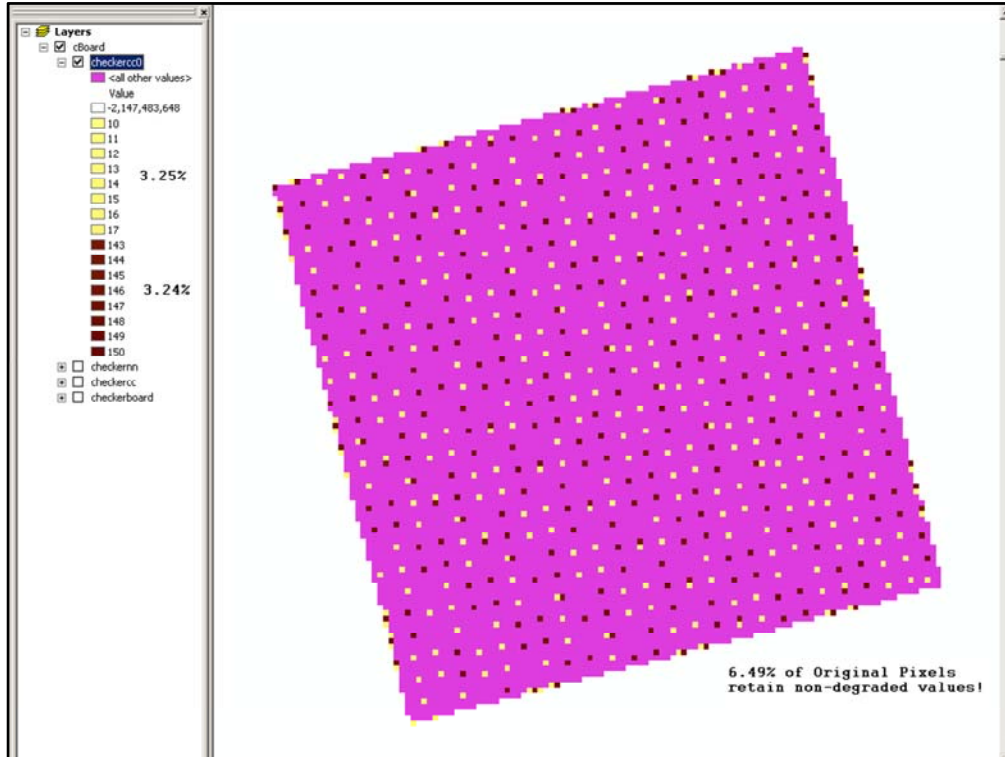 Layers
cBoard
checkercc0
<all other values>
Value
-2,147,483,648
10
11
12
13
3.25%
14
15
16
17
143
144
145
146
3.24%
147
148
149
150
checkernn
checkercc
checkerboard
6.49% of Original Pixels
retain non-degraded values!